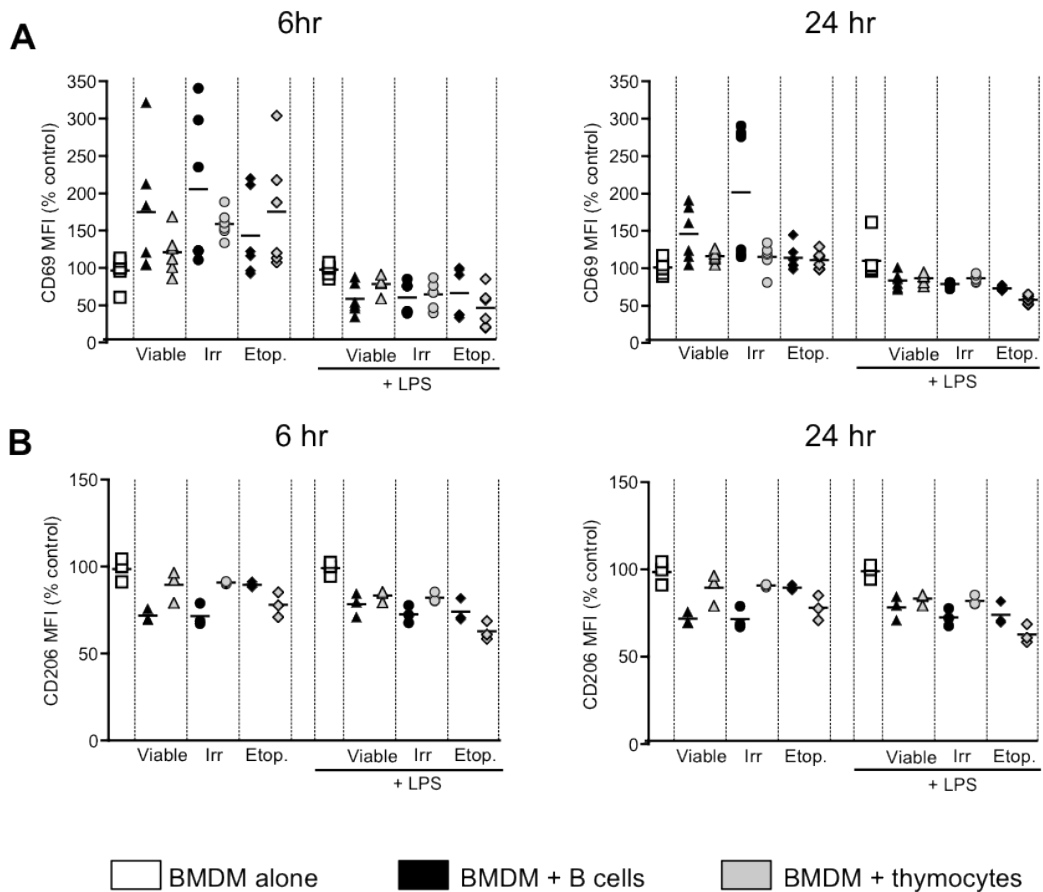 A
6hr
24 hr
CD69 MFI (% control)
350
300
250
200
150
100
50
0
Viable Irr Etop. Viable Irr Etop.
+ LPS
CD69 MFI (% control)
350
300
250
200
150
100
50
0
Viable Irr Etop. Viable Irr Etop.
+ LPS
B
6 hr
24 hr
CD206 MFI (% control)
150
100
50
0
Viable Irr Etop. Viable Irr Etop.
+ LPS
CD206 MFI (% control)
150
100
50
0
Viable Irr Etop. Viable Irr Etop.
+ LPS
BMDM alone BMDM + B cells BMDM + thymocytes